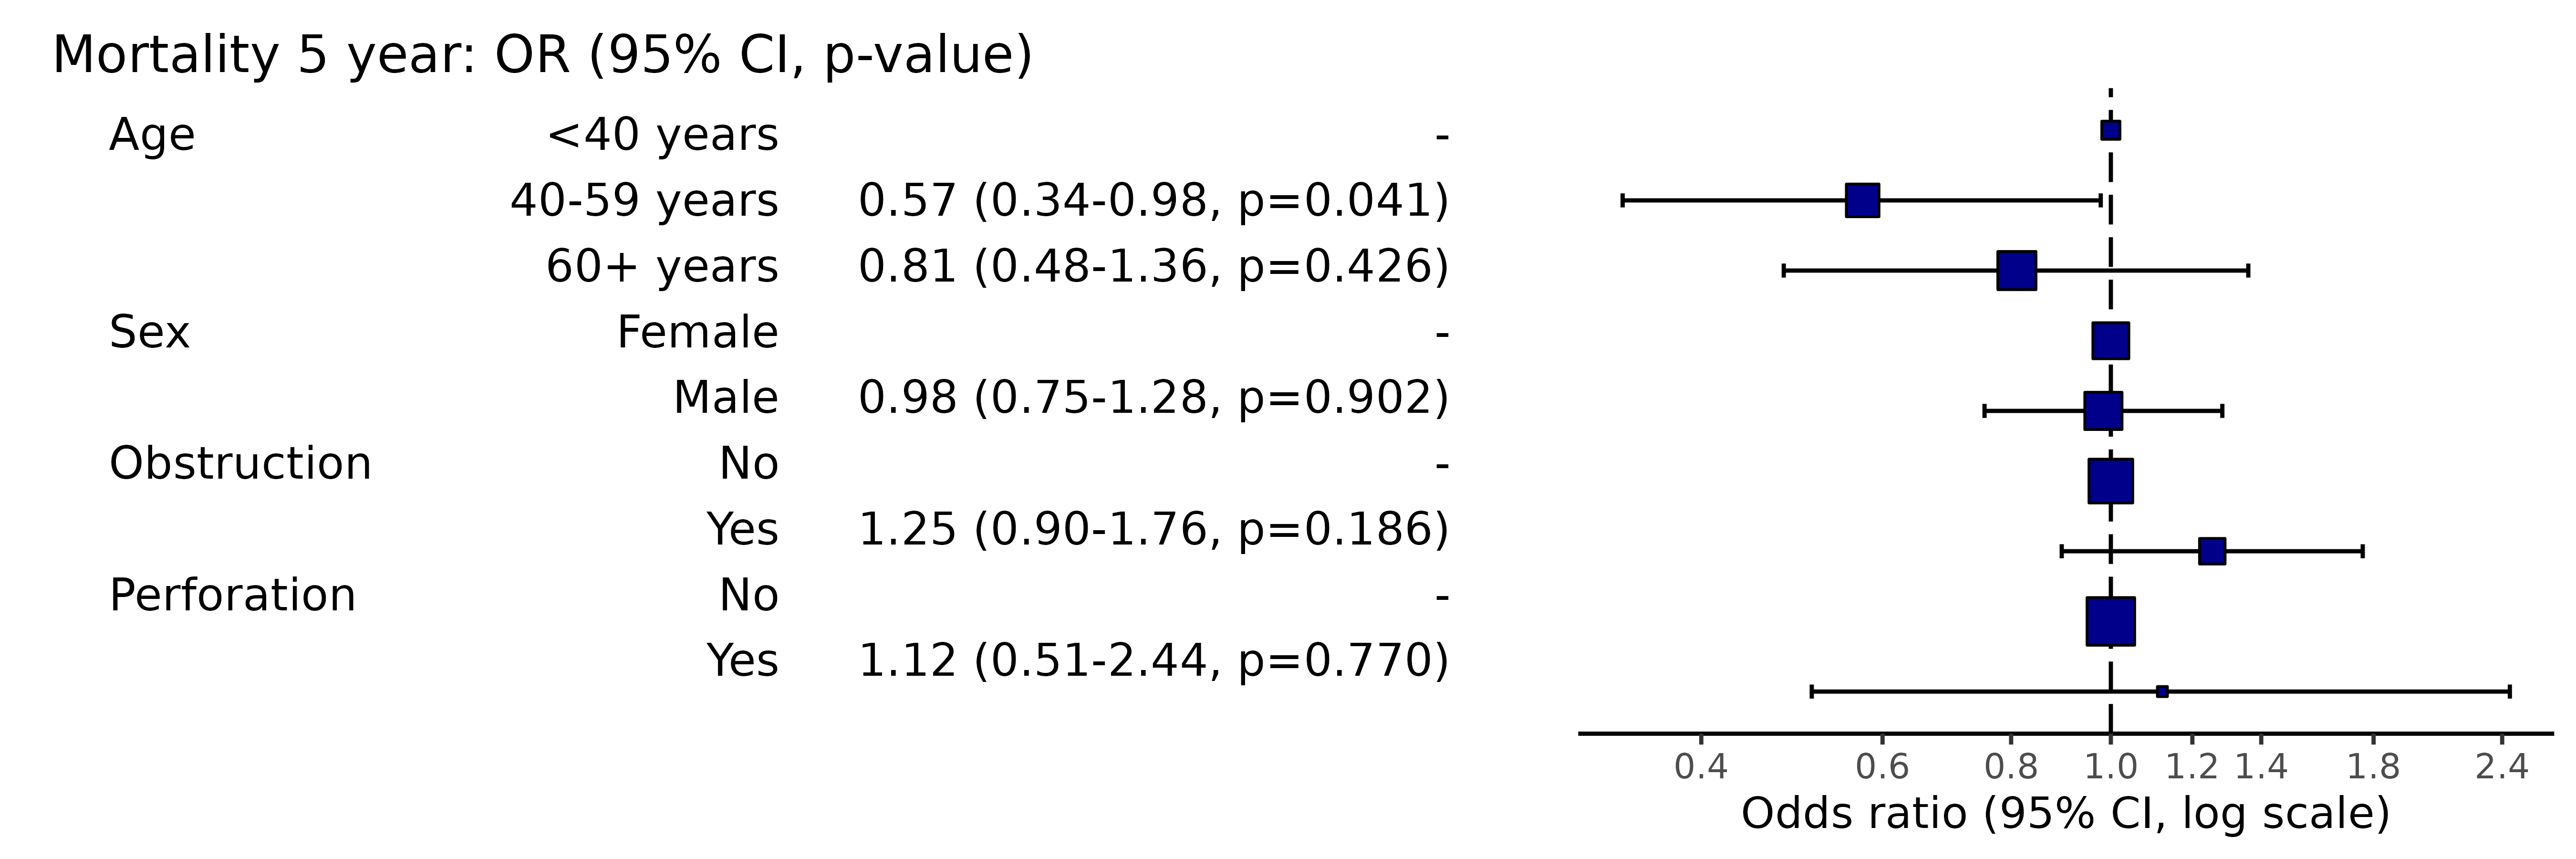 Mortality 5 year: OR (95% CI, p-value)
Age <40 years -
40-59 years 0.57 (0.34-0.98, p=0.041)
60+ years 0.81 (0.48-1.36, p=0.426)
Sex Female -
Male 0.98 (0.75-1.28, p=0.902)
Obstruction No -
Yes 1.25 (0.90-1.76, p=0.186)
Perforation No -
Yes 1.12 (0.51-2.44, p=0.770)
0.4 0.6 0.8 1.0 1.2 1.4 1.8 2.4
Odds ratio (95% CI, log scale)